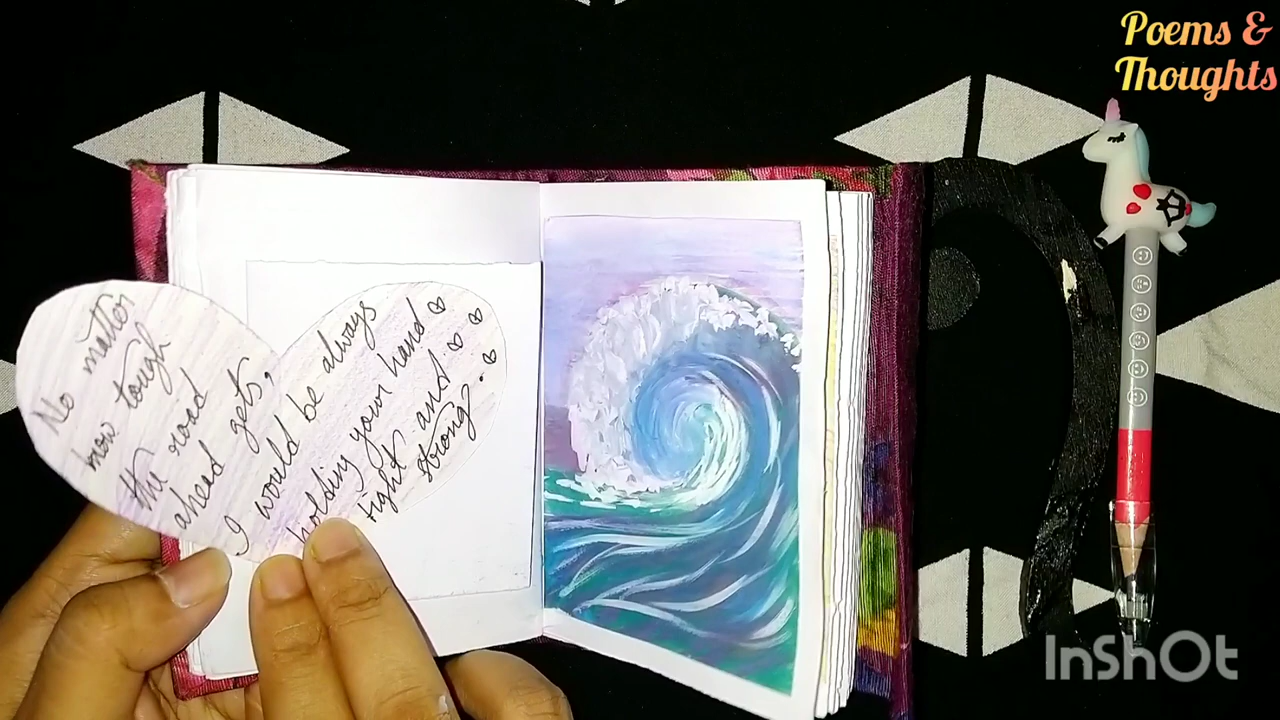 Poems &
Thoughts
No matter
how tough
the road
ahead gets,
I would be always
holding your hand
tight and
strong.
InShOt